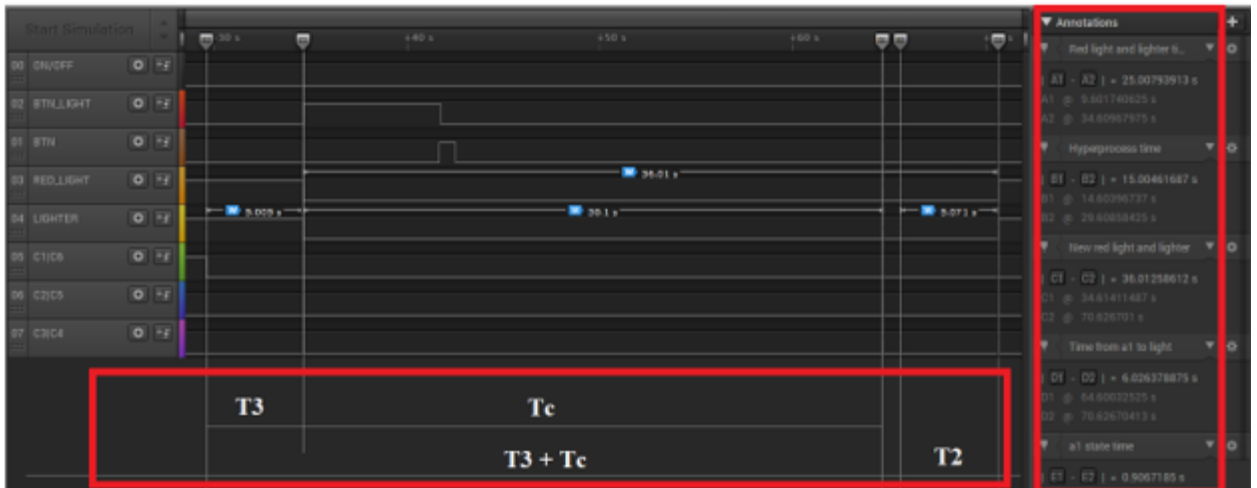 Start Simulation
+30 s
+40 s
+50 s
+60 s
00 ON/OFF
02 BTN_LIGHT
01 BTN
03 RED_LIGHT
04 LIGHTER
05 C1|C6
06 C2|C5
07 C3|C4
36.01 s
5.005 s
30.1 s
5.071 s
T3
Tc
T3 + Tc
T2
Annotations
Red light and lighter ti..
| A1 - A2 | = 25.00793913 s
A1 @ 9.601740625 s
A2 @ 34.60967975 s
Hyperprocess time
| B1 - B2 | = 15.00461687 s
B1 @ 14.60396737 s
B2 @ 29.60858425 s
New red light and lighter
| C1 - C2 | = 36.01258612 s
C1 @ 34.61411487 s
C2 @ 70.626701 s
Time from a1 to light
| D1 - D2 | = 6.026378875 s
D1 @ 64.60032525 s
D2 @ 70.62670413 s
a1 state time
| E1 - E2 | = 0.9067185 s